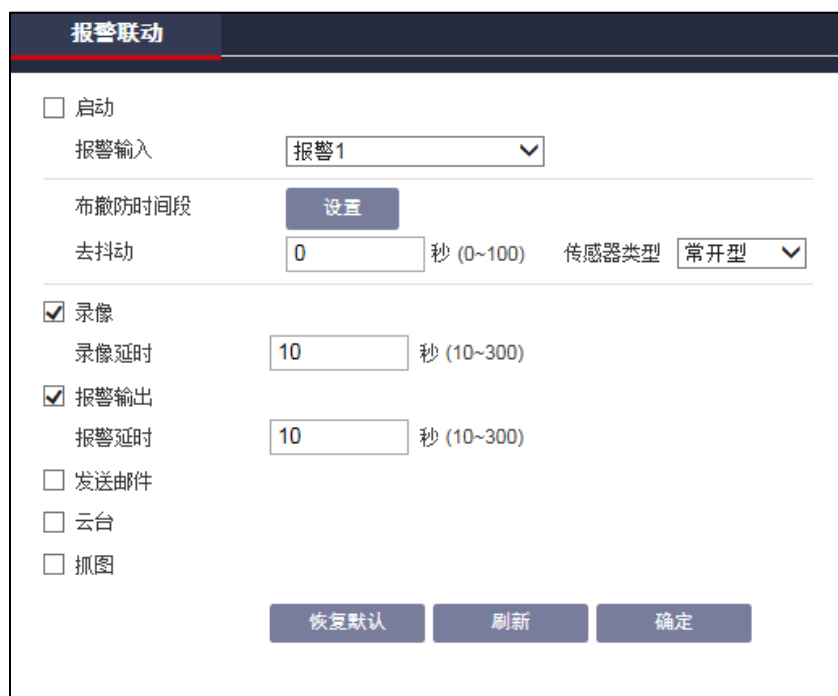 报警联动
启动
报警输入 报警1
布撤防时间段 设置
去抖动 0 秒 (0~100) 传感器类型 常开型
录像
录像延时 10 秒 (10~300)
报警输出
报警延时 10 秒 (10~300)
发送邮件
云台
抓图
恢复默认 刷新 确定